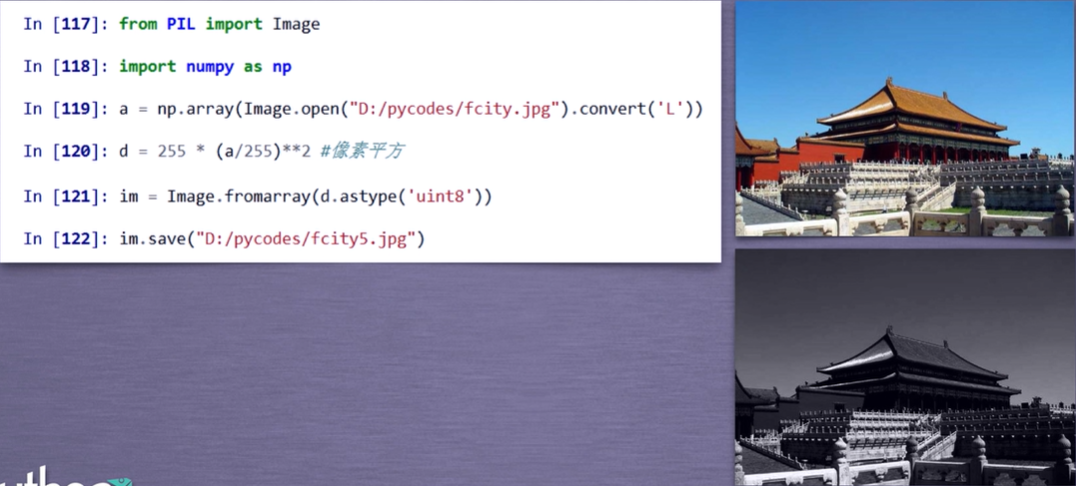 In [117]: from PIL import Image
In [118]: import numpy as np
In [119]: a = np.array(Image.open("D:/pycodes/fcity.jpg").convert('L'))
In [120]: d = 255 * (a/255)**2 #像素平方
In [121]: im = Image.fromarray(d.astype('uint8'))
In [122]: im.save("D:/pycodes/fcity5.jpg")